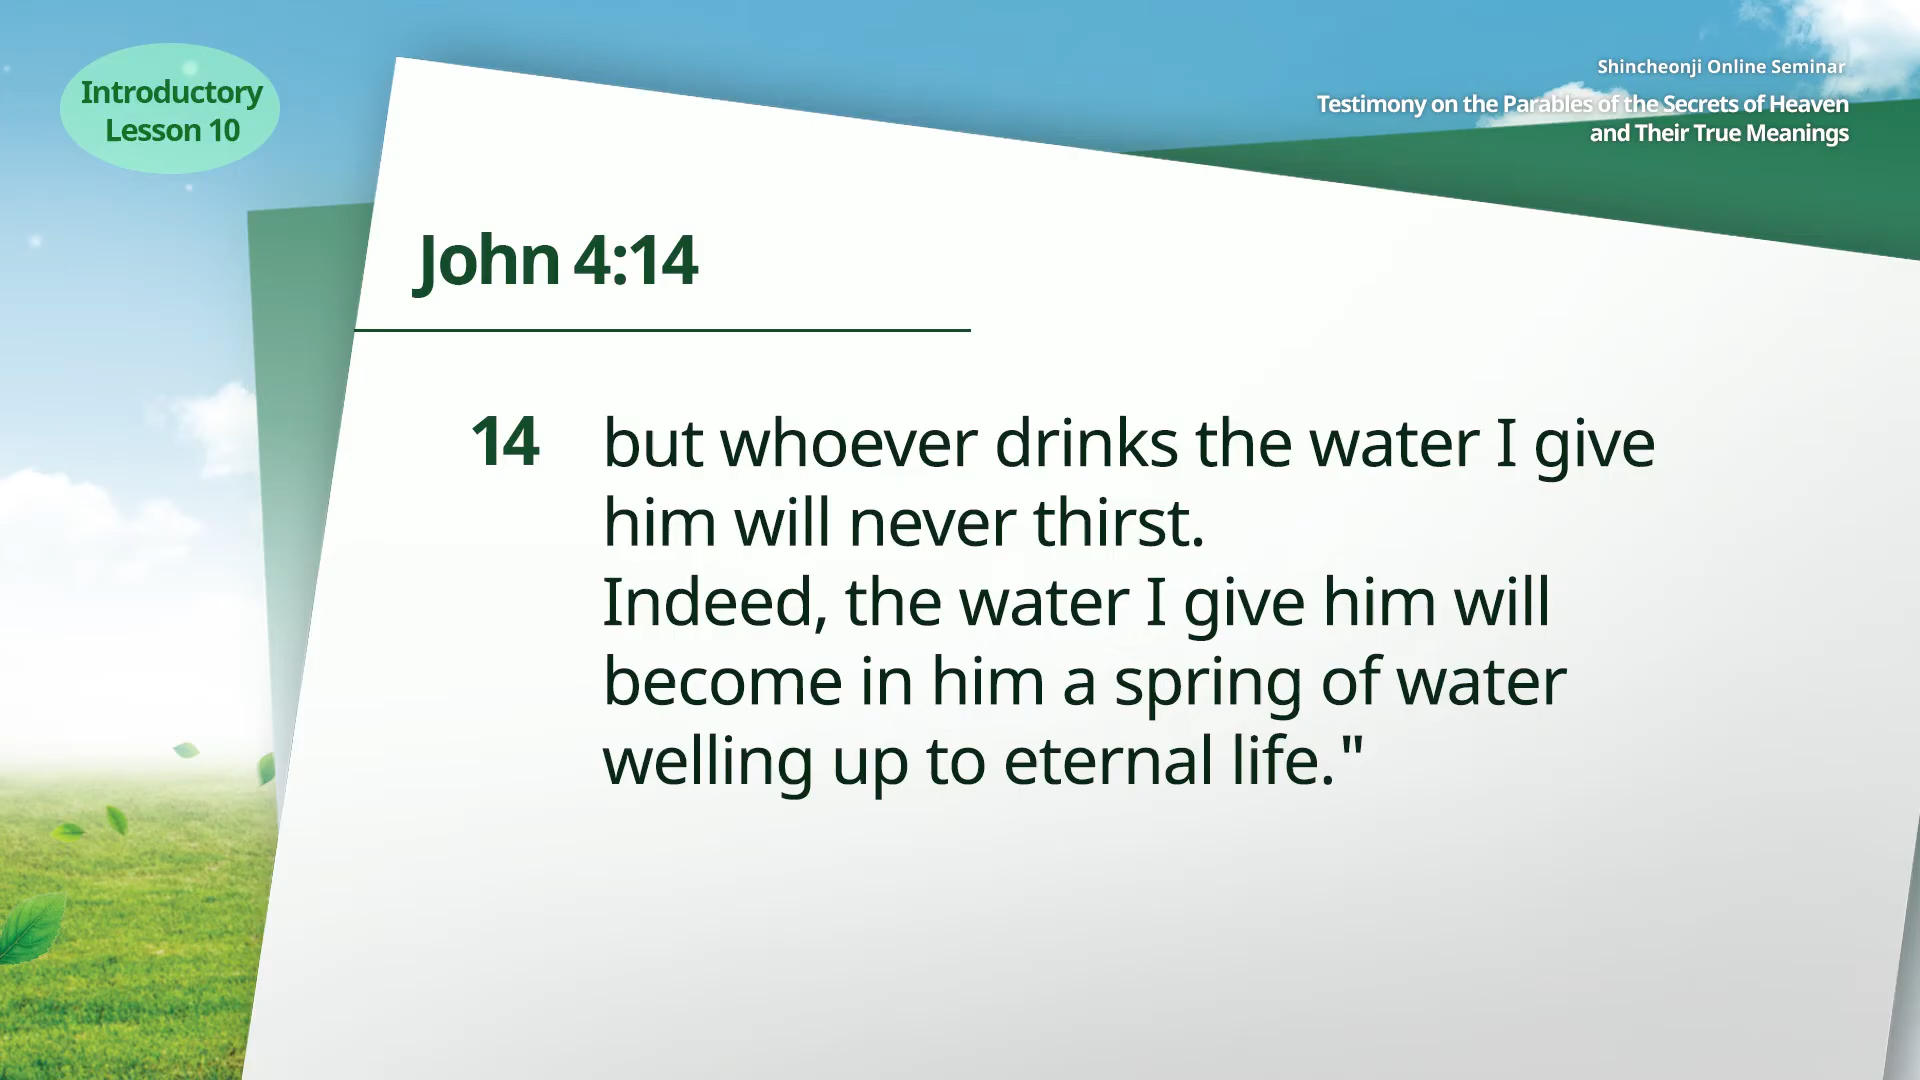 Introductory
Lesson 10
Shincheonji Online Seminar
Testimony on the Parables of the Secrets of Heaven
and Their True Meanings
John 4:14
14 but whoever drinks the water I give
him will never thirst.
Indeed, the water I give him will
become in him a spring of water
welling up to eternal life."